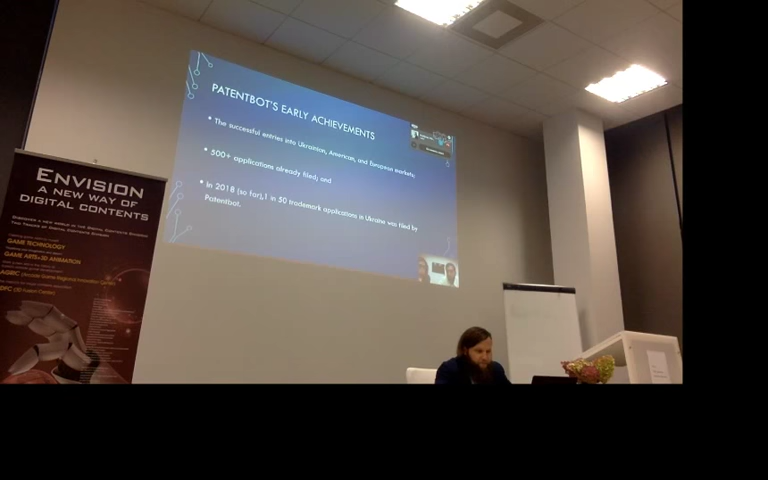 PATENTBOT'S EARLY ACHIEVEMENTS
• The successful entries into Ukrainian, American, and European markets;
• 500+ applications already filed; and
• In 2018 (so far),1 in 50 trademark applications in Ukraine was filed by
Patentbot.
ENVISION
A NEW WAY OF
DIGITAL CONTENTS
GAME TECHNOLOGY
GAME ARTS+3D ANIMATION